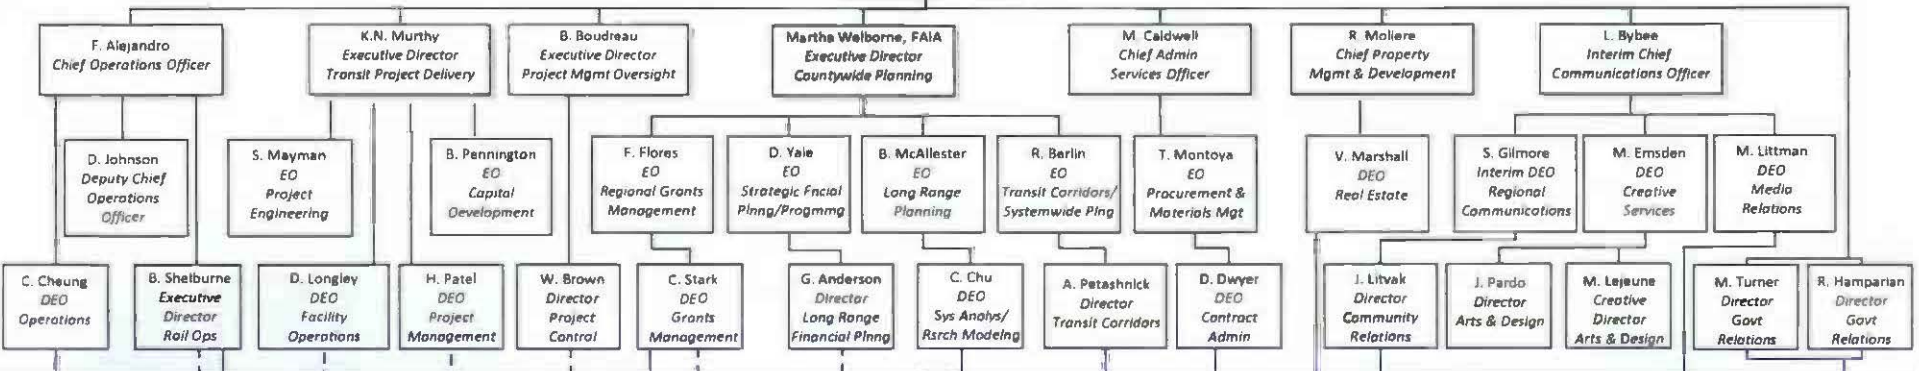 F. Alejandro
Chief Operations Officer
K.N. Murthy
Executive Director
Transit Project Delivery
B. Boudreau
Executive Director
Project Mgmt Oversight
Martha Welborne, FAIA
Executive Director
Countywide Planning
M. Caldwell
Chief Admin
Services Officer
R. Moliere
Chief Property
Mgmt & Development
L. Bybee
Interim Chief
Communications Officer
D. Johnson
Deputy Chief
Operations
Officer
S. Mayman
EO
Project
Engineering
B. Pennington
EO
Capital
Development
F. Flores
EO
Regional Grants
Management
D. Yale
EO
Strategic Fncial
Plnng/Progmmg
B. McAllester
EO
Long Range
Planning
R. Berlin
EO
Transit Corridors/
Systemwide Plng
T. Montoya
EO
Procurement &
Materials Mgt
V. Marshall
DEO
Real Estate
S. Gilmore
Interim DEO
Regional
Communications
M. Emsden
DEO
Creative
Services
M. Littman
DEO
Media
Relations
C. Cheung
DEO
Operations
B. Shelburne
Executive
Director
Rail Ops
D. Longley
DEO
Facility
Operations
H. Patel
DEO
Project
Management
W. Brown
Director
Project
Control
C. Stark
DEO
Grants
Management
G. Anderson
Director
Long Range
Financial Plnng
C. Chu
DEO
Sys Analys/
Rsrch Modelng
A. Petashnick
Director
Transit Corridors
D. Dwyer
DEO
Contract
Admin
J. Litvak
Director
Community
Relations
J. Pardo
Director
Arts & Design
M. Lejeune
Creative
Director
Arts & Design
M. Turner
Director
Govt
Relations
R. Hamparian
Director
Govt
Relations